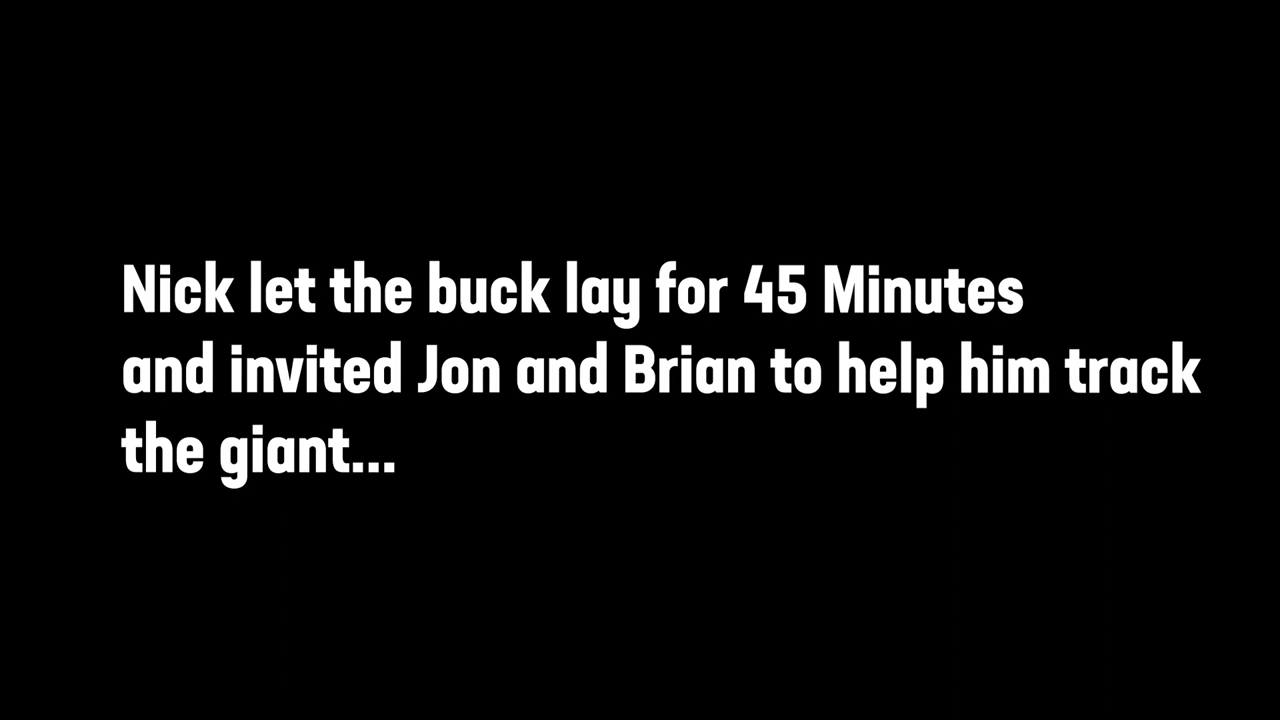 Nick let the buck lay for 45 Minutes
and invited Jon and Brian to help him track
the giant...